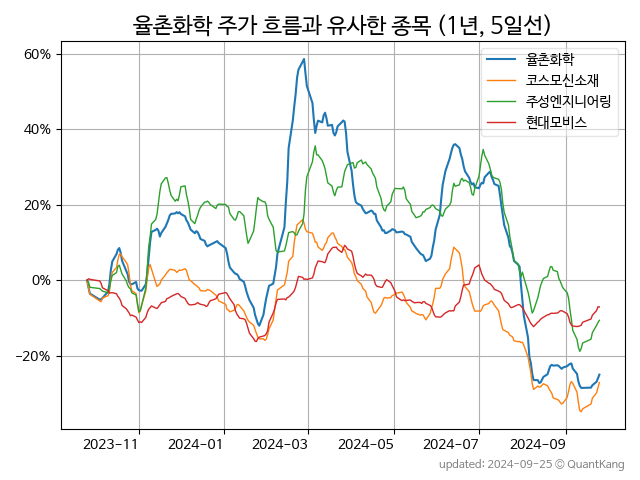 율촌화학 주가 흐름과 유사한 종목 (1년, 5일선)
율촌화학
코스모신소재
주성엔지니어링
현대모비스
60%
40%
20%
0%
−20%
2023−11 2024−01 2024−03 2024−05 2024−07 2024−09
updated: 2024-09-25 © QuantKang